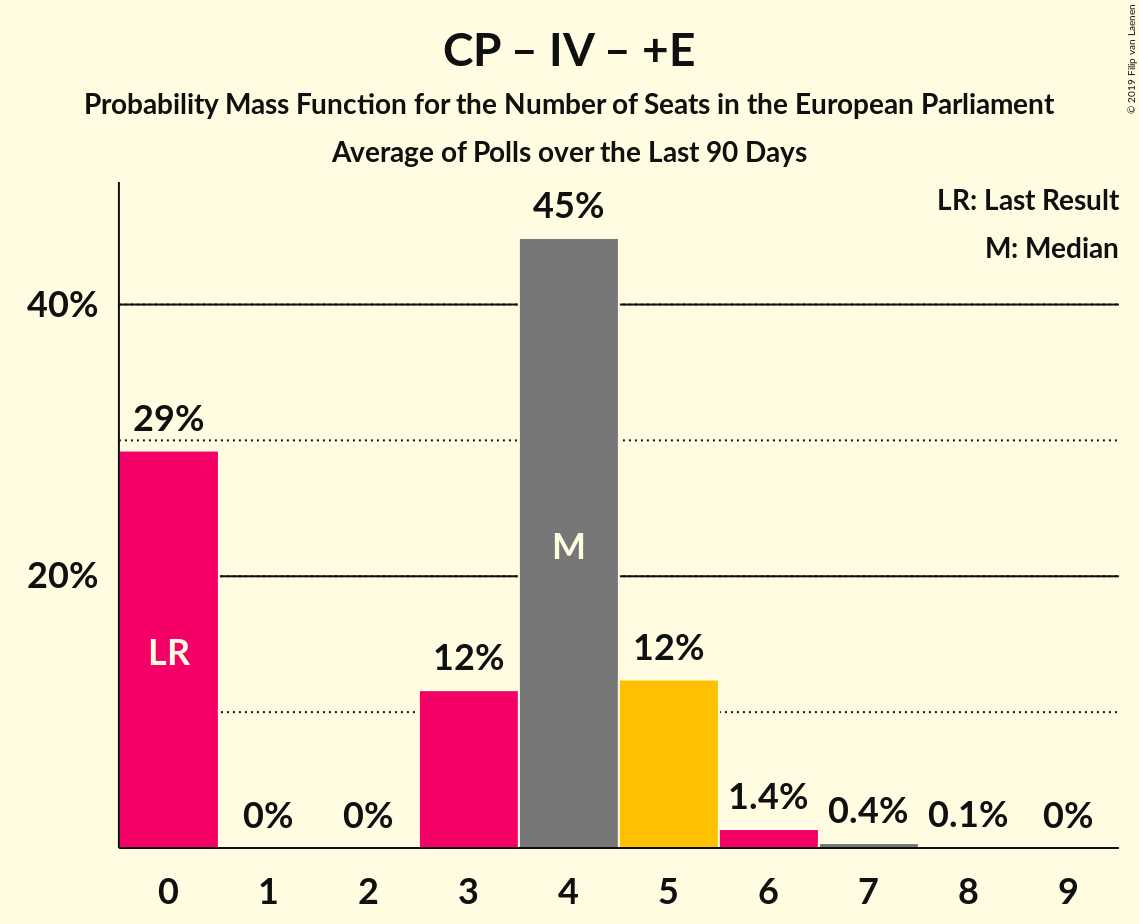 CP – IV – +E
Probability Mass Function for the Number of Seats in the European Parliament
Average of Polls over the Last 90 Days
© 2019 Filip van Laenen
LR: Last Result
M: Median
45%
40%
29%
M
20%
LR
12%
12%
0%
0%
1.4%
0.4%
0.1%
0%
0 1 2 3 4 5 6 7 8 9